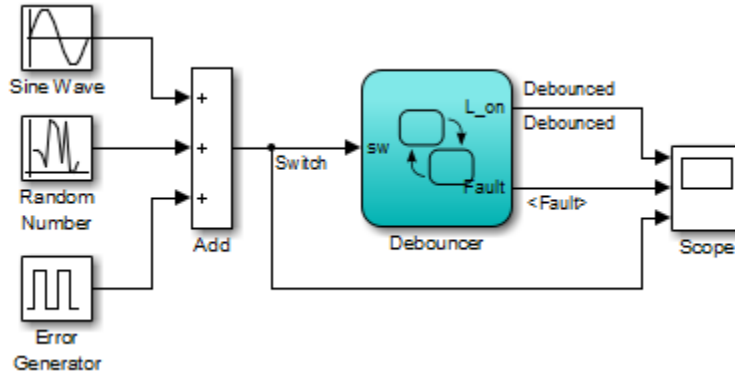 Sine Wave
+
Random
Number
+
+
Add
Error
Generator
Switch
sw
L_on
Fault
Debouncer
Debounced
Debounced
<Fault>
Scope